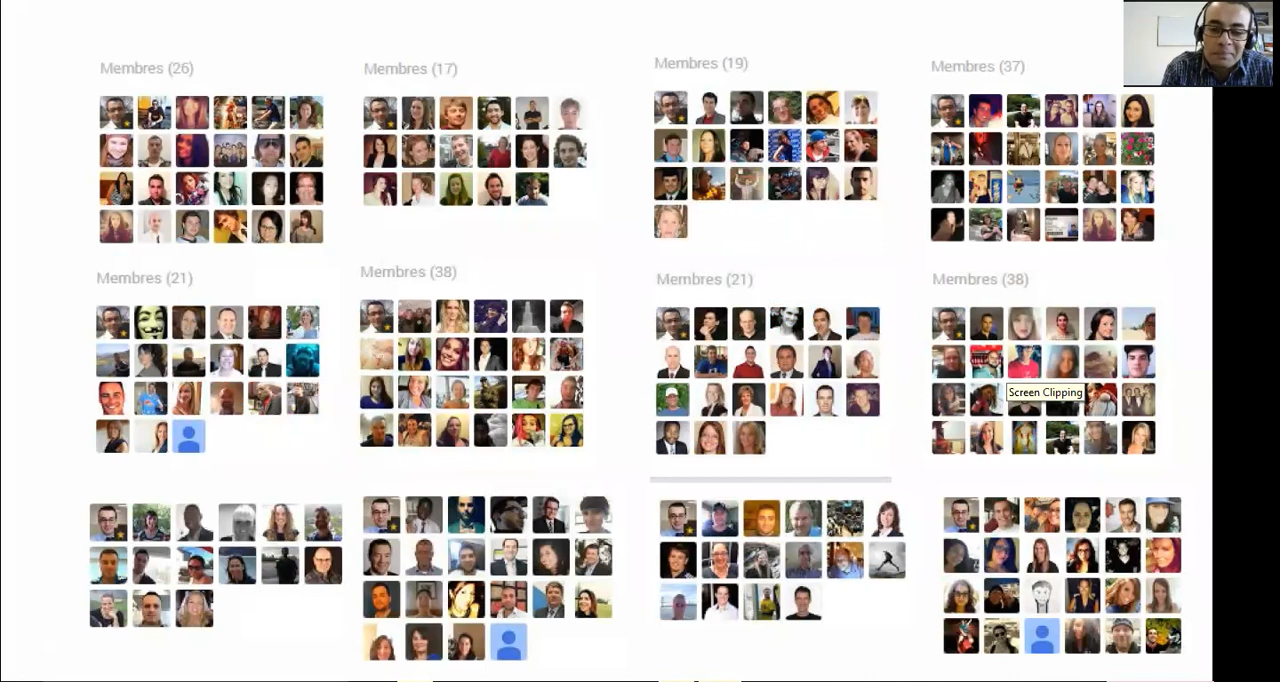 Membres (26)
Membres (17)
Membres (19)
Membres (37)
Membres (21)
Membres (38)
Membres (21)
Membres (38)
Screen Clipping